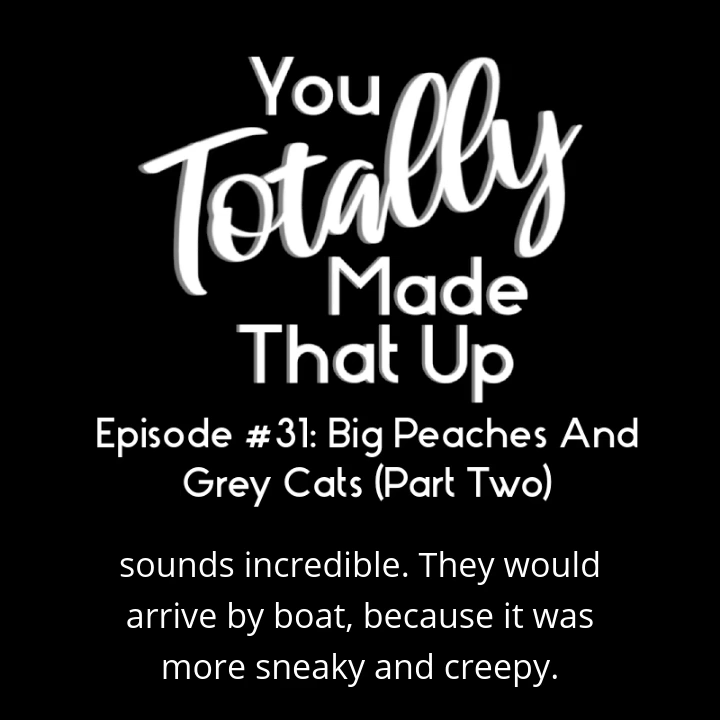 You
Totally
Made
That Up
Episode #31: Big Peaches And
Grey Cats (Part Two)
sounds incredible. They would
arrive by boat, because it was
more sneaky and creepy.